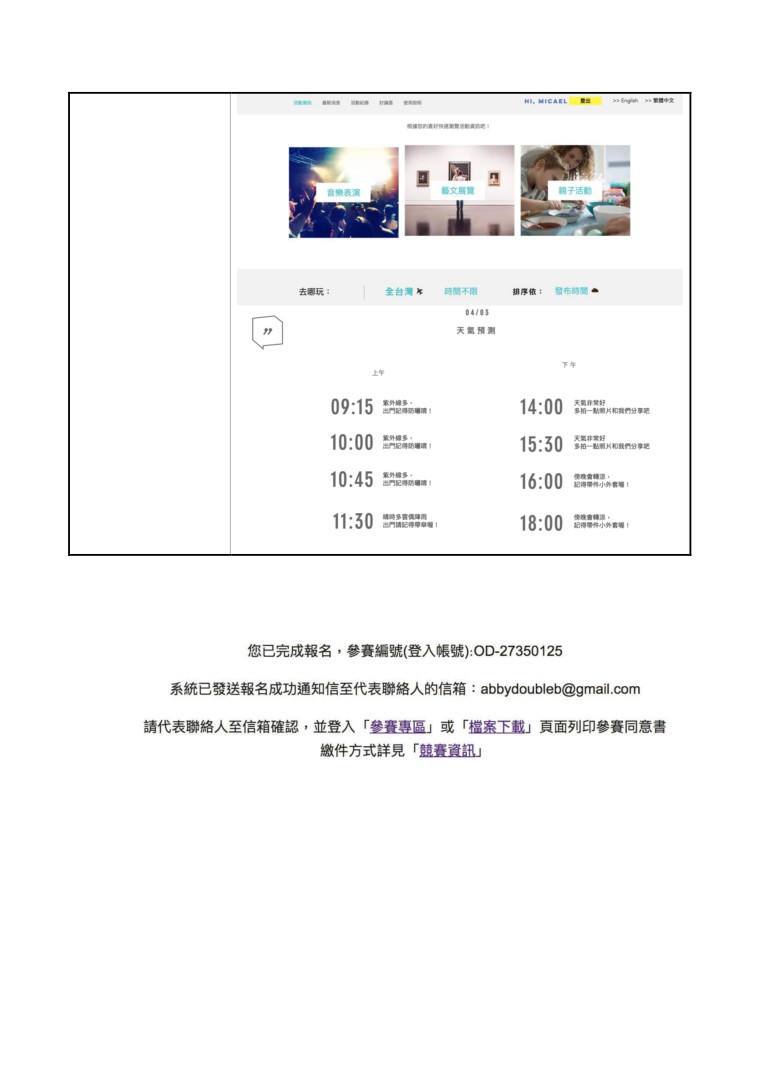 活動資訊 最新消息 活動紀錄 討論區 使用說明 HI, MICAEL 登出 >> English >> 繁體中文
根據您的喜好快速瀏覽活動資訊吧！
音樂表演 藝文展覽 親子活動
去哪玩： 全台灣 時間不限 排序依： 發布時間
04/05
天氣預測
上午
09:15 紫外線多，
出門記得防曬唷！
10:00 紫外線多，
出門記得防曬唷！
10:45 紫外線多，
出門記得防曬唷！
11:30 晴時多雲偶陣雨
出門請記得帶傘喔！
下午
14:00 天氣非常好
多拍一點照片和我們分享吧
15:30 天氣非常好
多拍一點照片和我們分享吧
16:00 傍晚會轉涼，
記得帶件小外套喔！
18:00 傍晚會轉涼，
記得帶件小外套喔！
您已完成報名，參賽編號(登入帳號):OD-27350125
系統已發送報名成功通知信至代表聯絡人的信箱：abbydoubleb@gmail.com
請代表聯絡人至信箱確認，並登入「參賽專區」或「檔案下載」頁面列印參賽同意書
繳件方式詳見「競賽資訊」